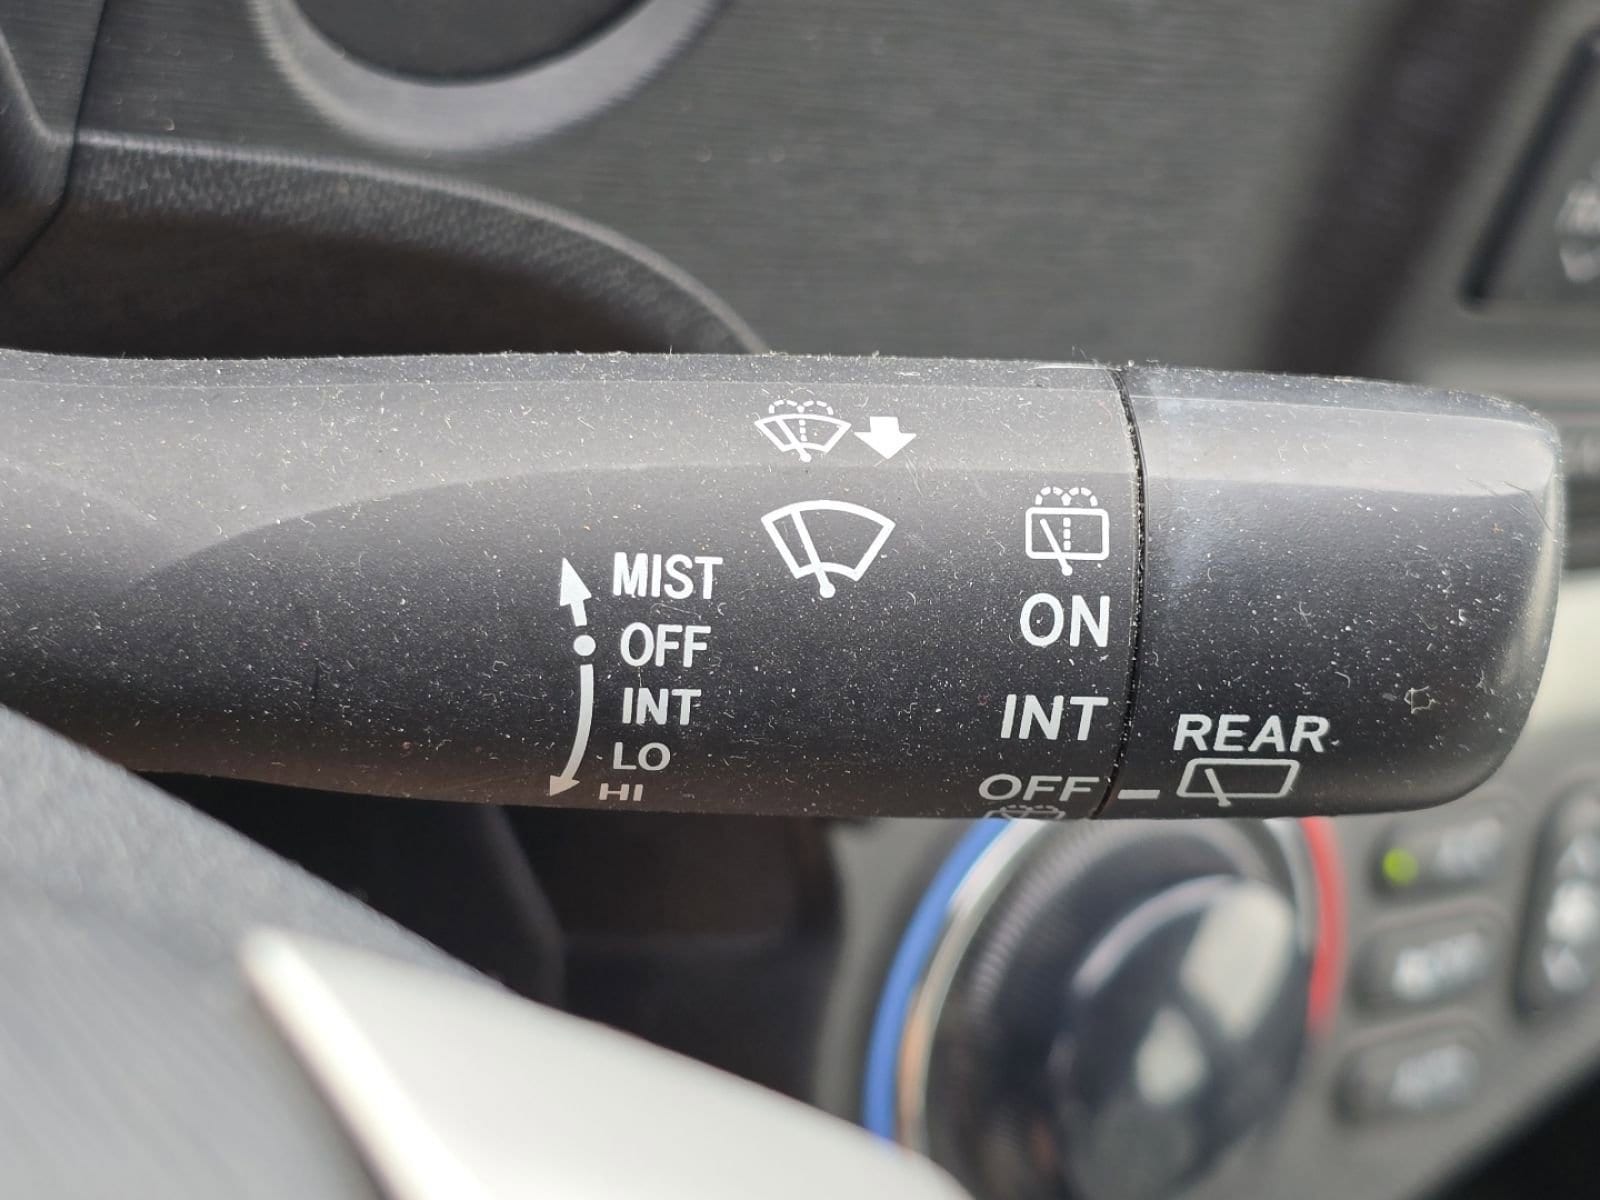 MIST
OFF
INT
LO
HI
ON
INT
OFF
REAR